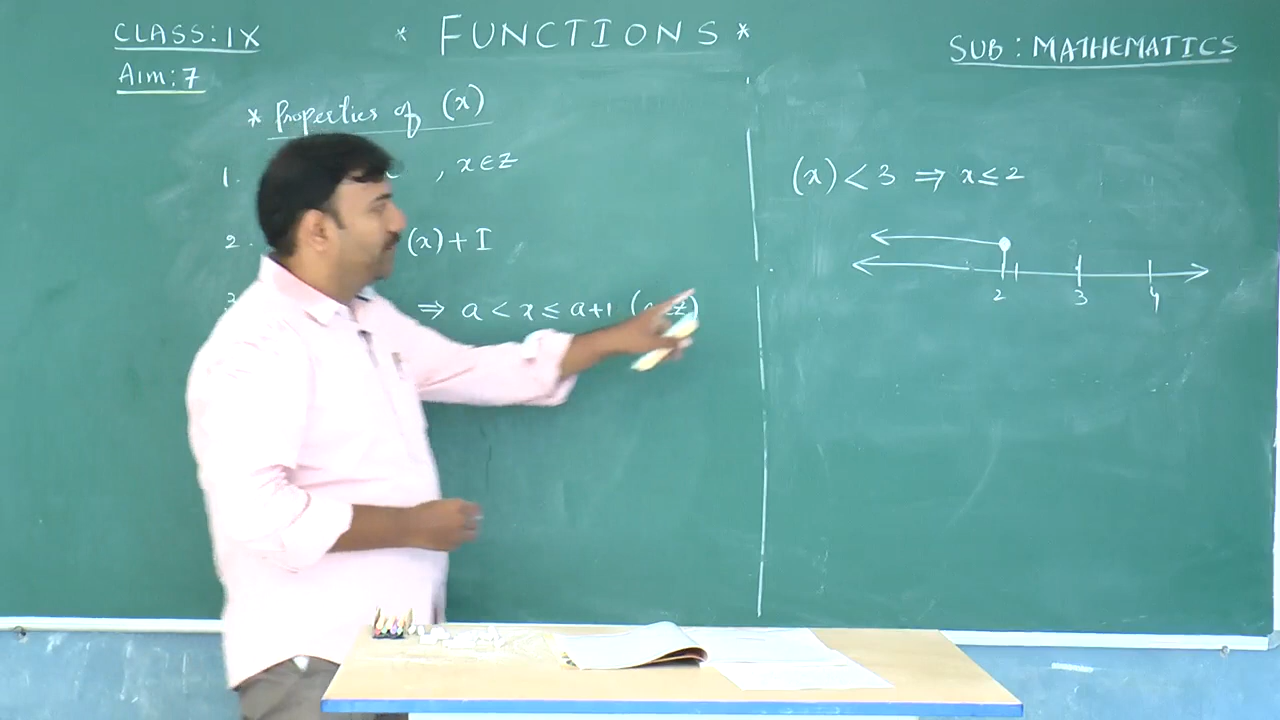 CLASS: IX
* FUNCTIONS *
SUB: MATHEMATICS
Aim: 7
* Properties of (x)
1. , x∈Z
2. (x)+I
⇒ a < x ≤ a+1
(x) < 3 ⇒ x ≤ 2
2 3 4